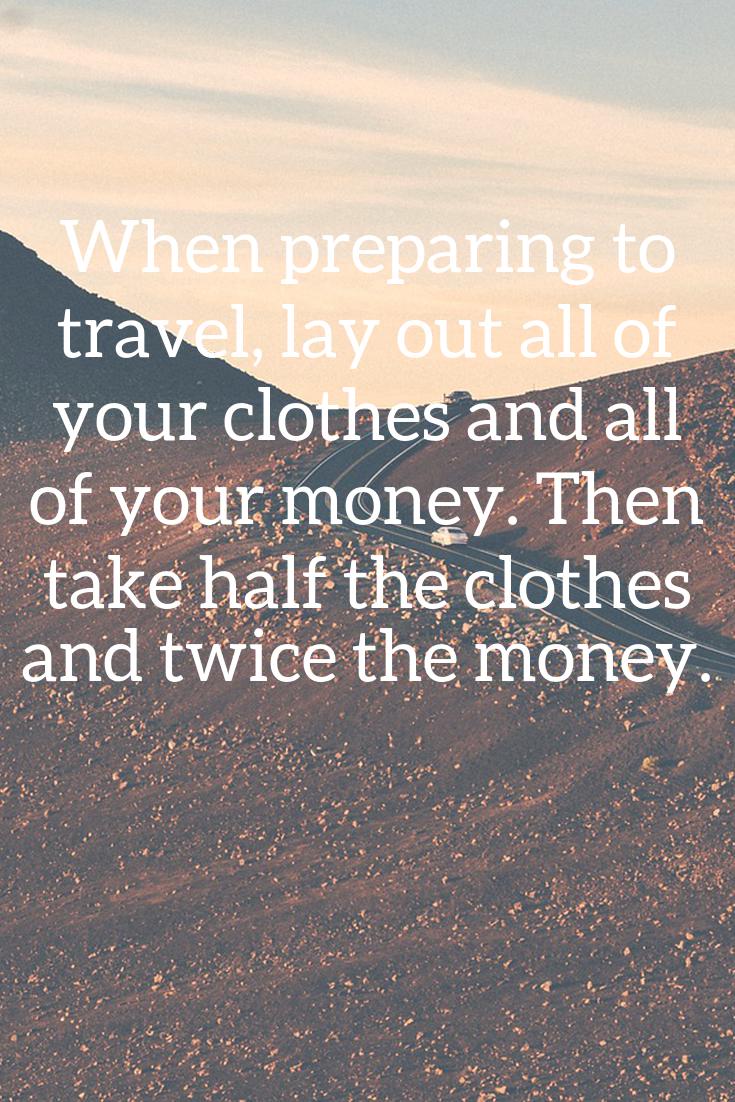 When preparing to
travel, lay out all of
your clothes and all
of your money. Then
take half the clothes
and twice the money.